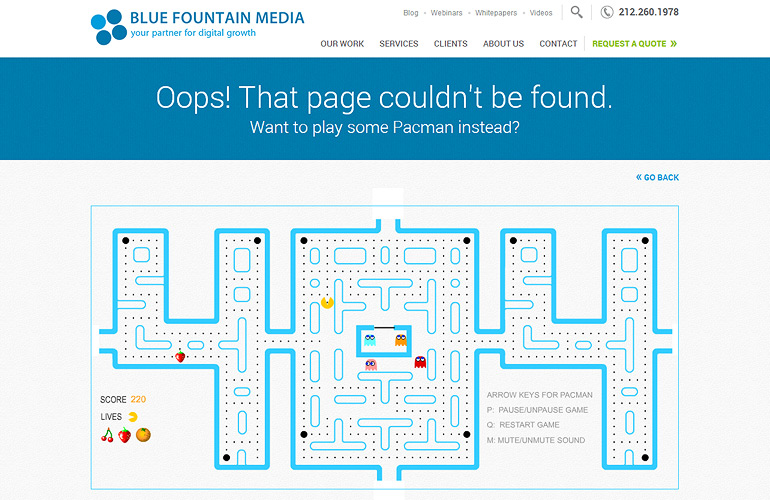 BLUE FOUNTAIN MEDIA
your partner for digital growth
Blog • Webinars • Whitepapers • Videos
212.260.1978
OUR WORK SERVICES CLIENTS ABOUT US CONTACT REQUEST A QUOTE »
Oops! That page couldn't be found.
Want to play some Pacman instead?
« GO BACK
SCORE 220
LIVES
ARROW KEYS FOR PACMAN
P: PAUSE/UNPAUSE GAME
Q: RESTART GAME
M: MUTE/UNMUTE SOUND